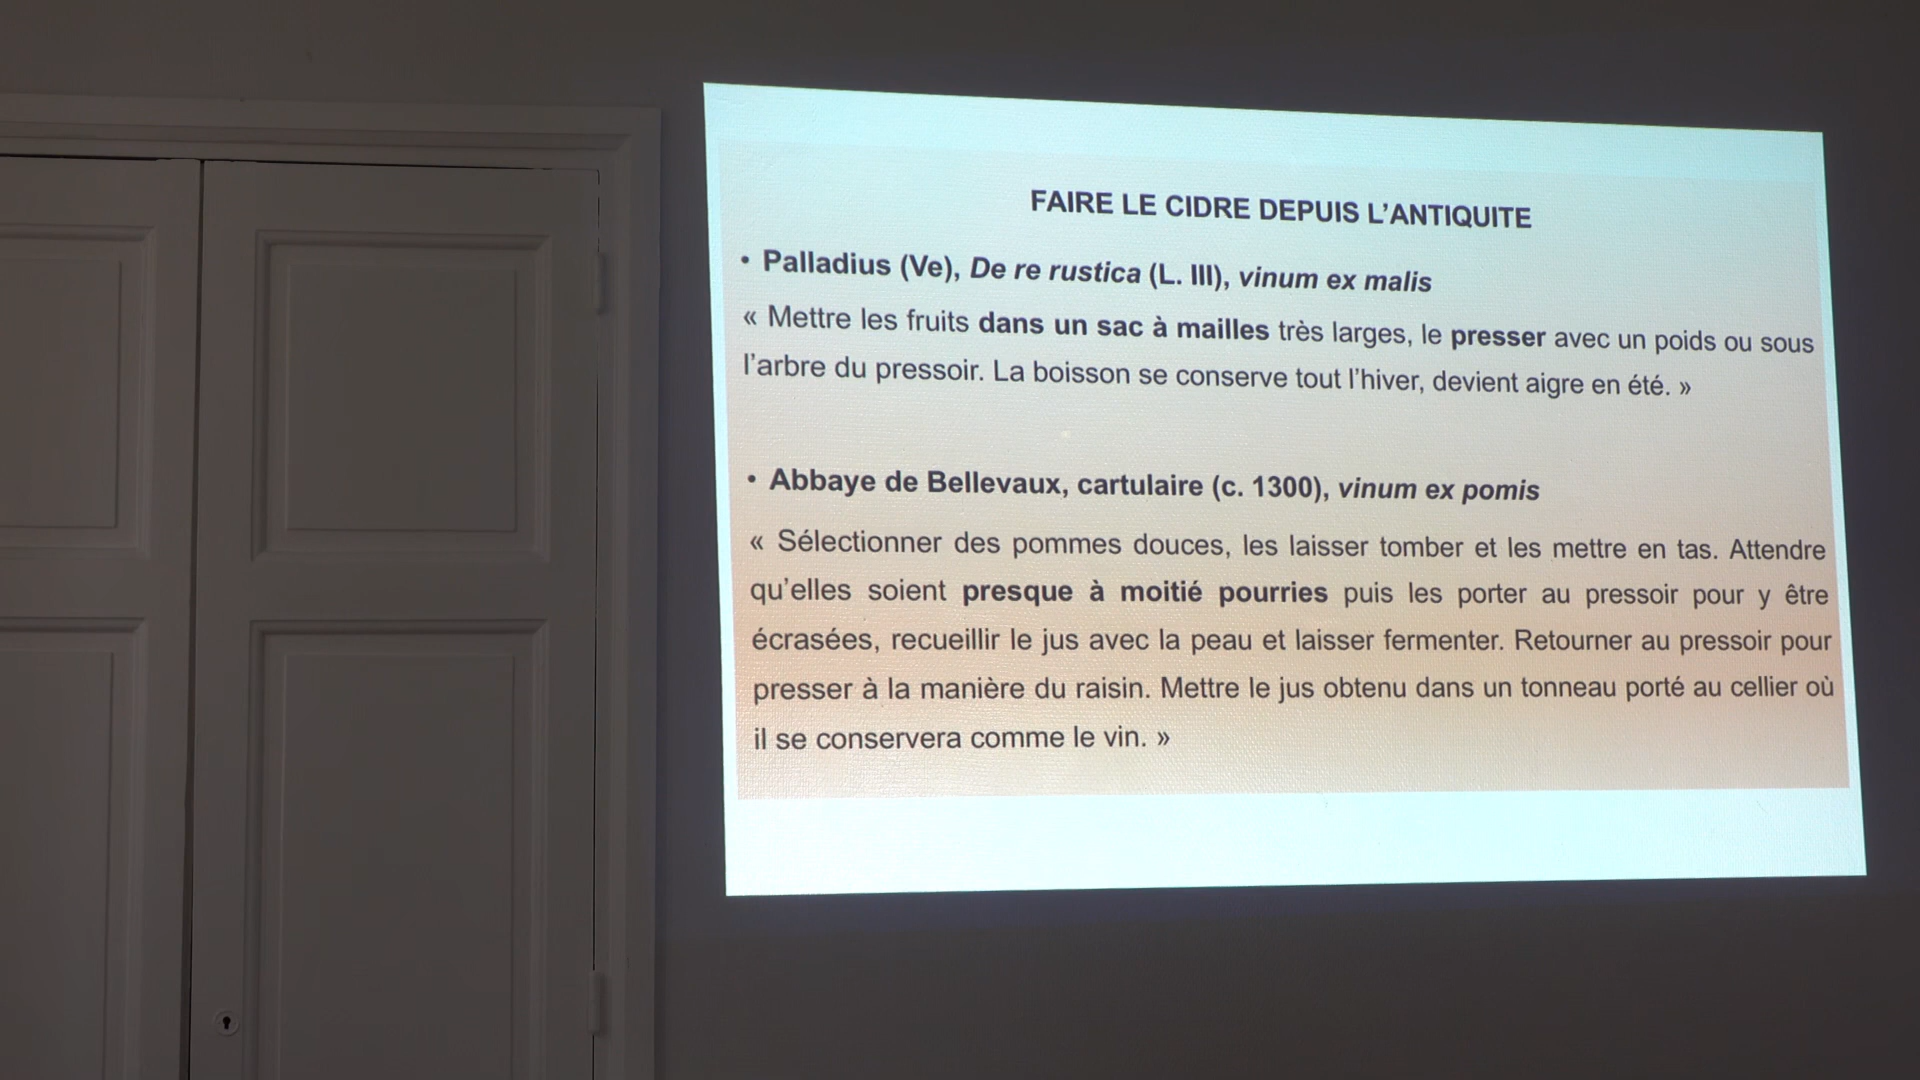 FAIRE LE CIDRE DEPUIS L'ANTIQUITE
• Palladius (Ve), De re rustica (L. III), vinum ex malis
« Mettre les fruits dans un sac à mailles très larges, le presser avec un poids ou sous
l'arbre du pressoir. La boisson se conserve tout l'hiver, devient aigre en été. »
• Abbaye de Bellevaux, cartulaire (c. 1300), vinum ex pomis
« Sélectionner des pommes douces, les laisser tomber et les mettre en tas. Attendre
qu'elles soient presque à moitié pourries puis les porter au pressoir pour y être
écrasées, recueillir le jus avec la peau et laisser fermenter. Retourner au pressoir pour
presser à la manière du raisin. Mettre le jus obtenu dans un tonneau porté au cellier où
il se conservera comme le vin. »